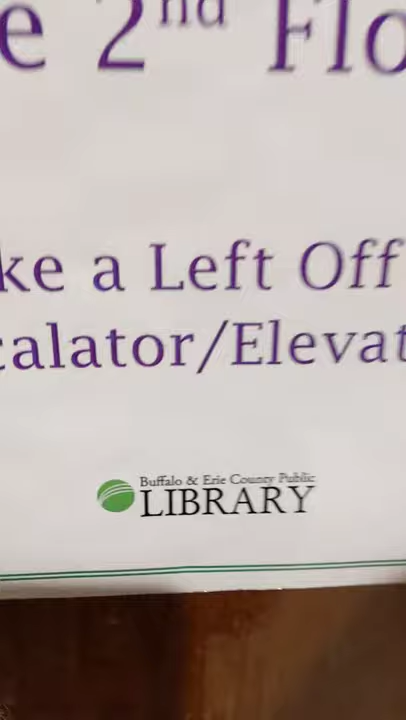 e 2nd Flo
ke a Left Off
calator/Elevat
Buffalo & Erie County Public
LIBRARY